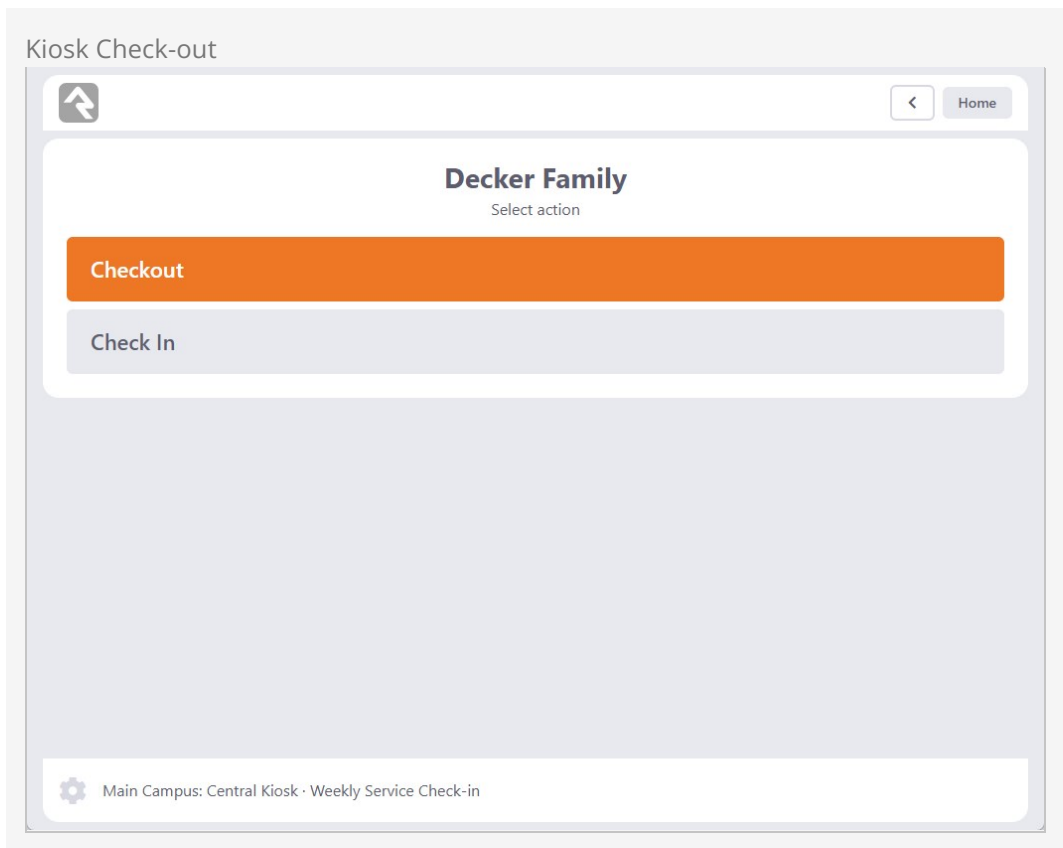 Kiosk Check-out
Home
Decker Family
Select action
Checkout
Check In
Main Campus: Central Kiosk · Weekly Service Check-in